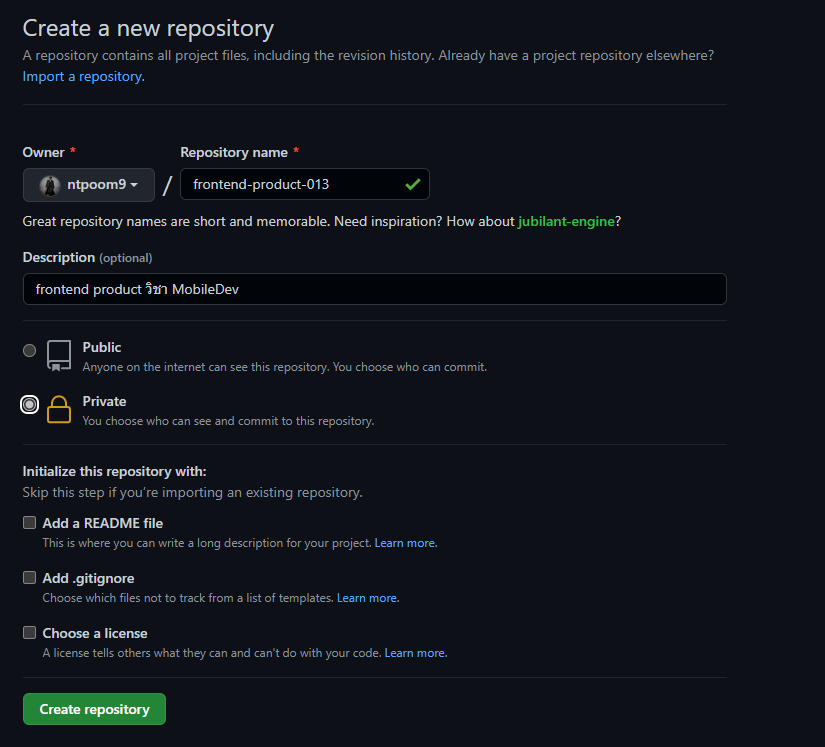 Create a new repository
A repository contains all project files, including the revision history. Already have a project repository elsewhere?
Import a repository.
Owner *
Repository name *
ntpoom9
/
frontend-product-013
Great repository names are short and memorable. Need inspiration? How about jubilant-engine?
Description (optional)
frontend product วิชา MobileDev
Public
Anyone on the internet can see this repository. You choose who can commit.
Private
You choose who can see and commit to this repository.
Initialize this repository with:
Skip this step if you're importing an existing repository.
Add a README file
This is where you can write a long description for your project. Learn more.
Add .gitignore
Choose which files not to track from a list of templates. Learn more.
Choose a license
A license tells others what they can and can't do with your code. Learn more.
Create repository